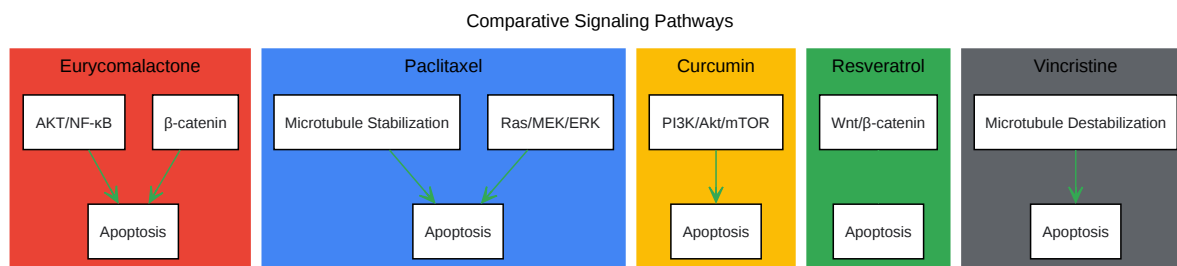 Comparative Signaling Pathways
Eurycomalactone
Paclitaxel
Curcumin
Resveratrol
Vincristine
AKT/NF-κB
β-catenin
Microtubule Stabilization
Ras/MEK/ERK
PI3K/Akt/mTOR
Wnt/β-catenin
Microtubule Destabilization
Apoptosis
Apoptosis
Apoptosis
Apoptosis
Apoptosis